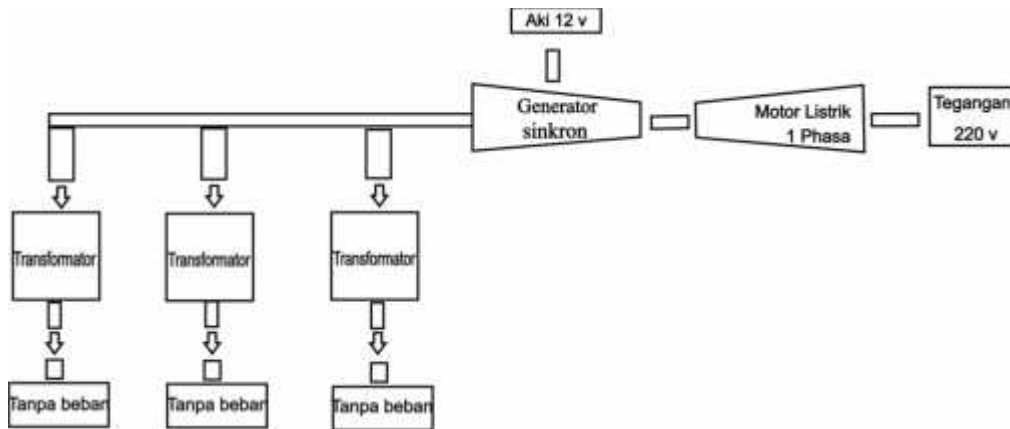 Aki 12 v
Generator
sinkron
Motor Listrik
1 Phasa
Tegangan
220 v
Transformator
Transformator
Transformator
Tanpa beban
Tanpa beban
Tanpa beban